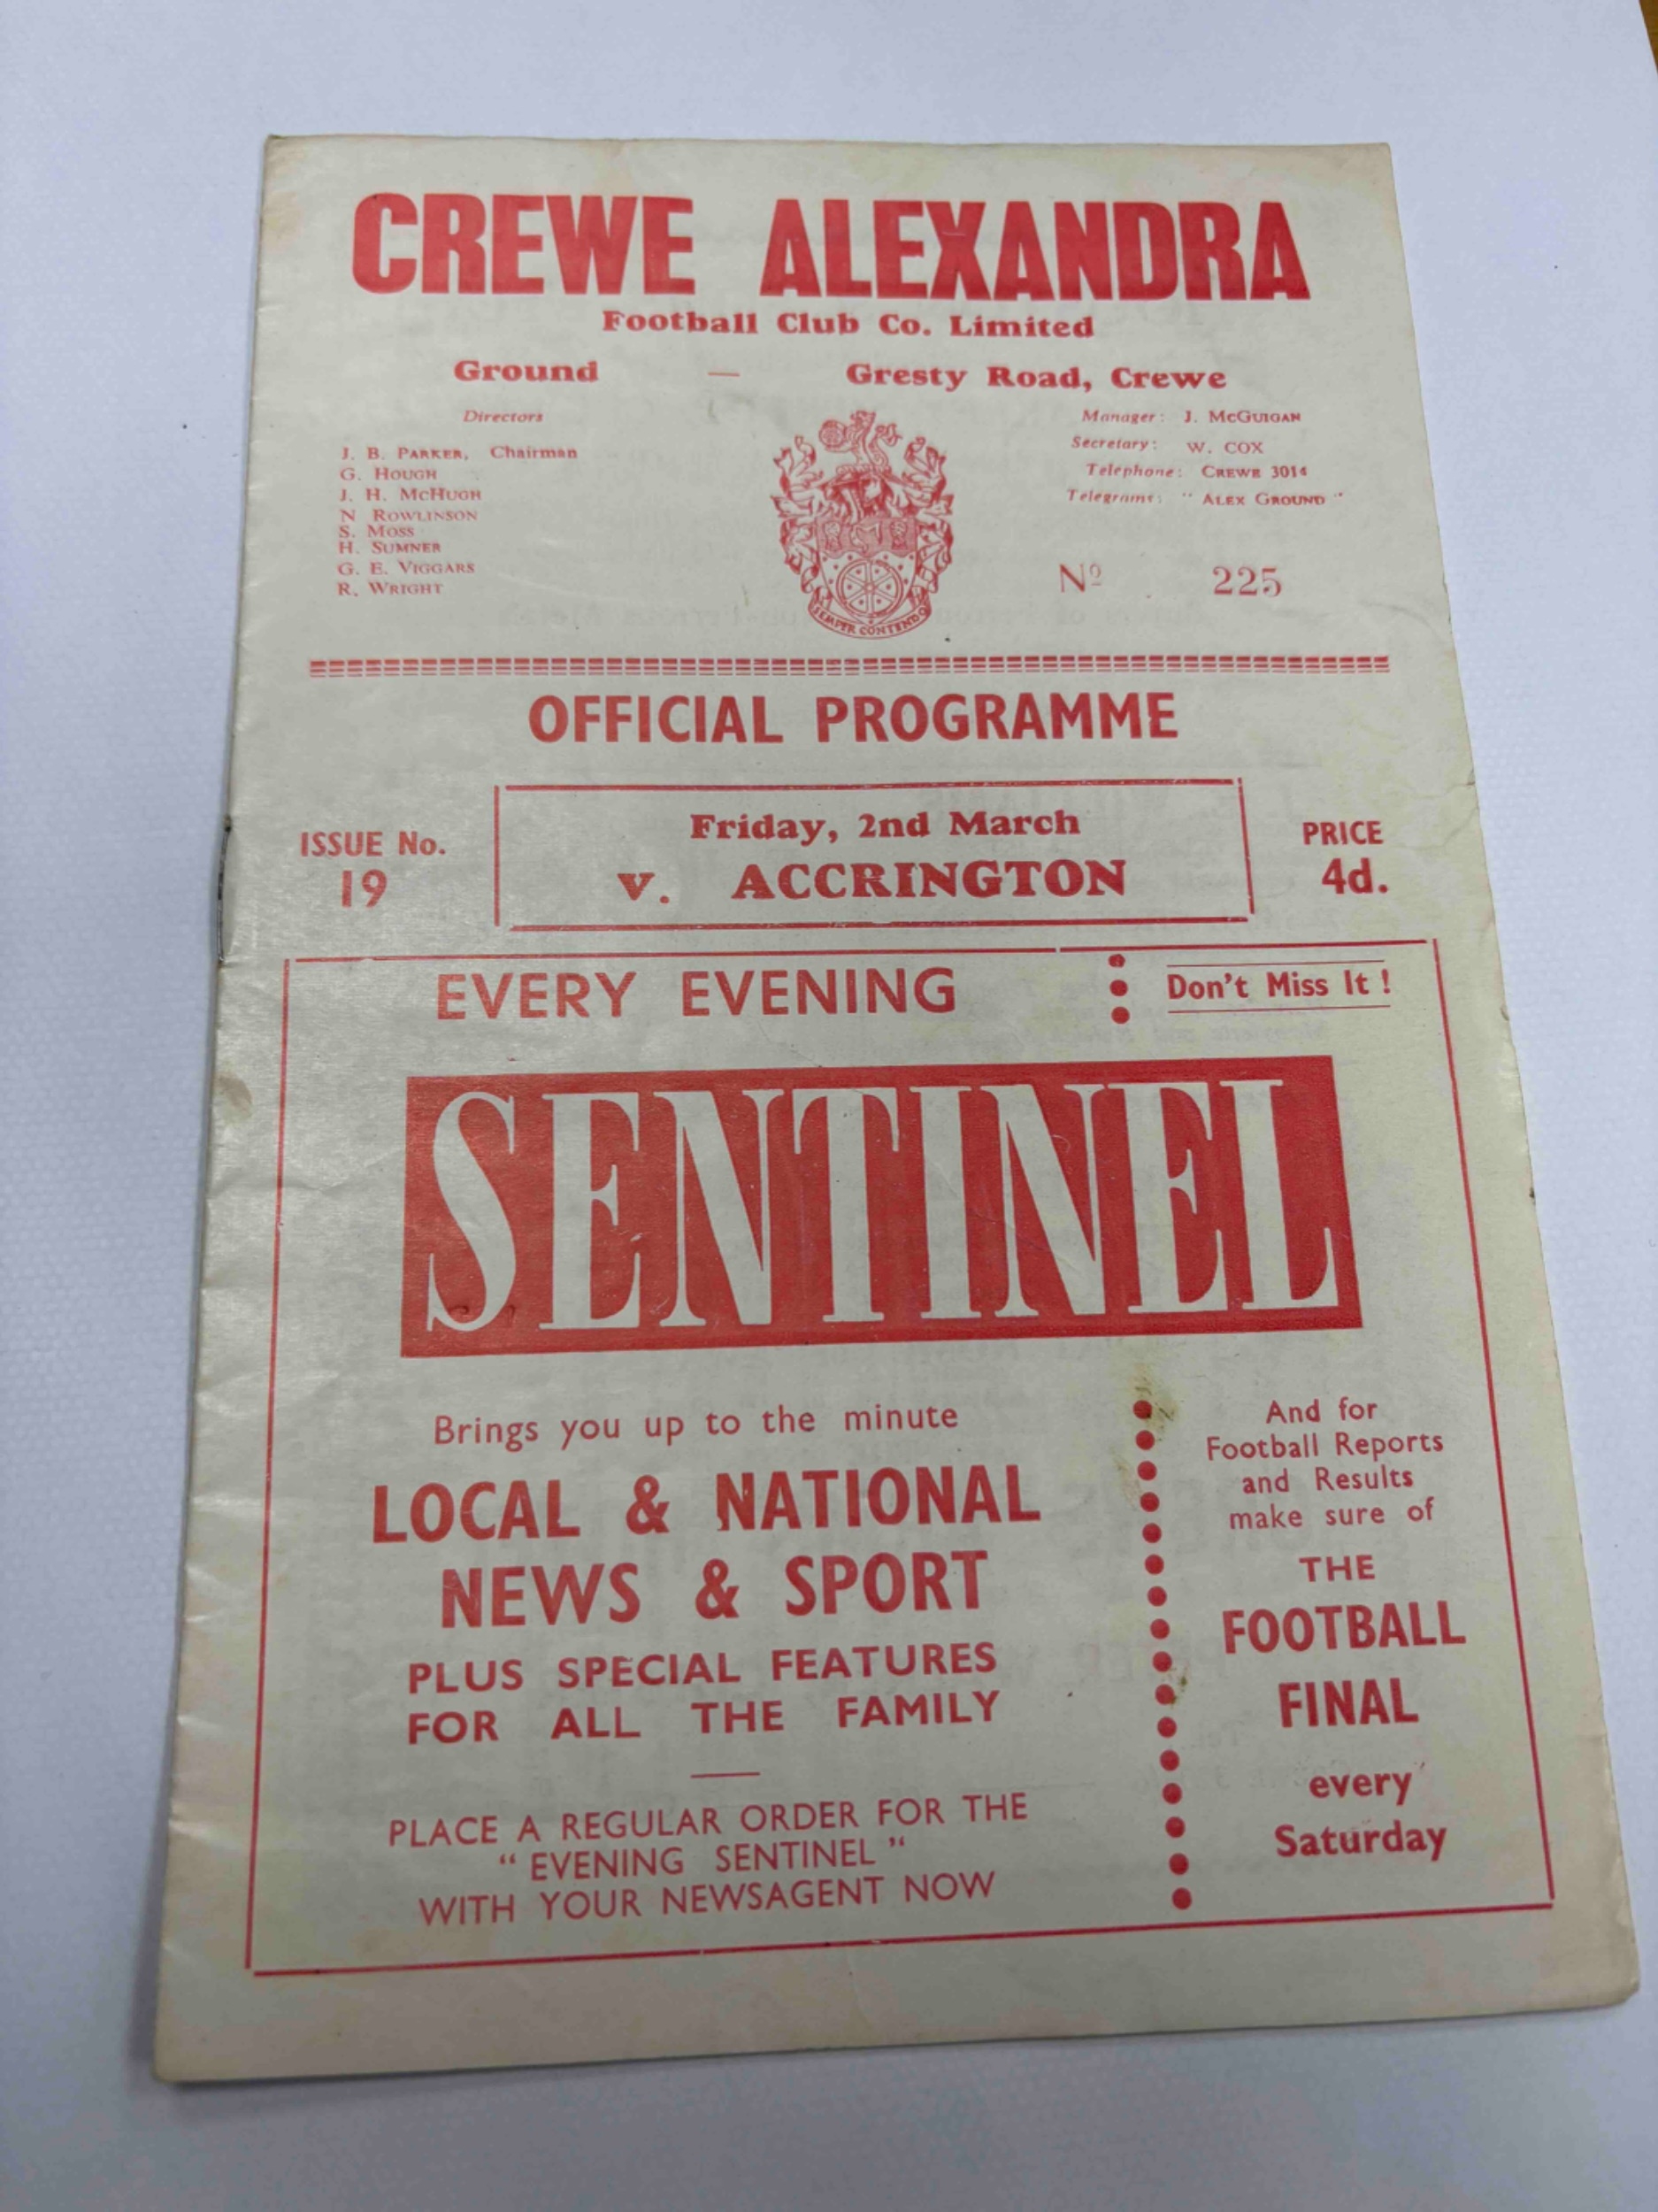 CREWE ALEXANDRA
Football Club Co. Limited
Ground — Gresty Road, Crewe
Directors
J. B. PARKER, Chairman
G. HOUGH
J. H. McHUGH
N ROWLINSON
S. MOSS
H. SUMNER
G. E. VIGGARS
R. WRIGHT
SEMPER CONTENDO
Manager: J. McGUIGAN
Secretary: W. COX
Telephone: CREWE 3014
Telegrams: "ALEX GROUND"
Nº 225
OFFICIAL PROGRAMME
ISSUE No.
19
Friday, 2nd March
v. ACCRINGTON
PRICE
4d.
EVERY EVENING
Don't Miss It !
SENTINEL
Brings you up to the minute
LOCAL & NATIONAL
NEWS & SPORT
PLUS SPECIAL FEATURES
FOR ALL THE FAMILY
PLACE A REGULAR ORDER FOR THE
"EVENING SENTINEL"
WITH YOUR NEWSAGENT NOW
And for
Football Reports
and Results
make sure of
THE
FOOTBALL
FINAL
every
Saturday